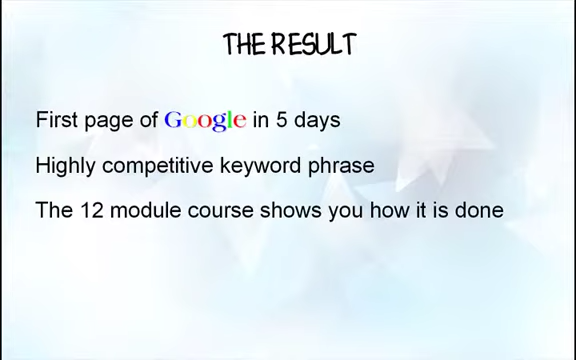 THE RESULT
First page of Google in 5 days
Highly competitive keyword phrase
The 12 module course shows you how it is done